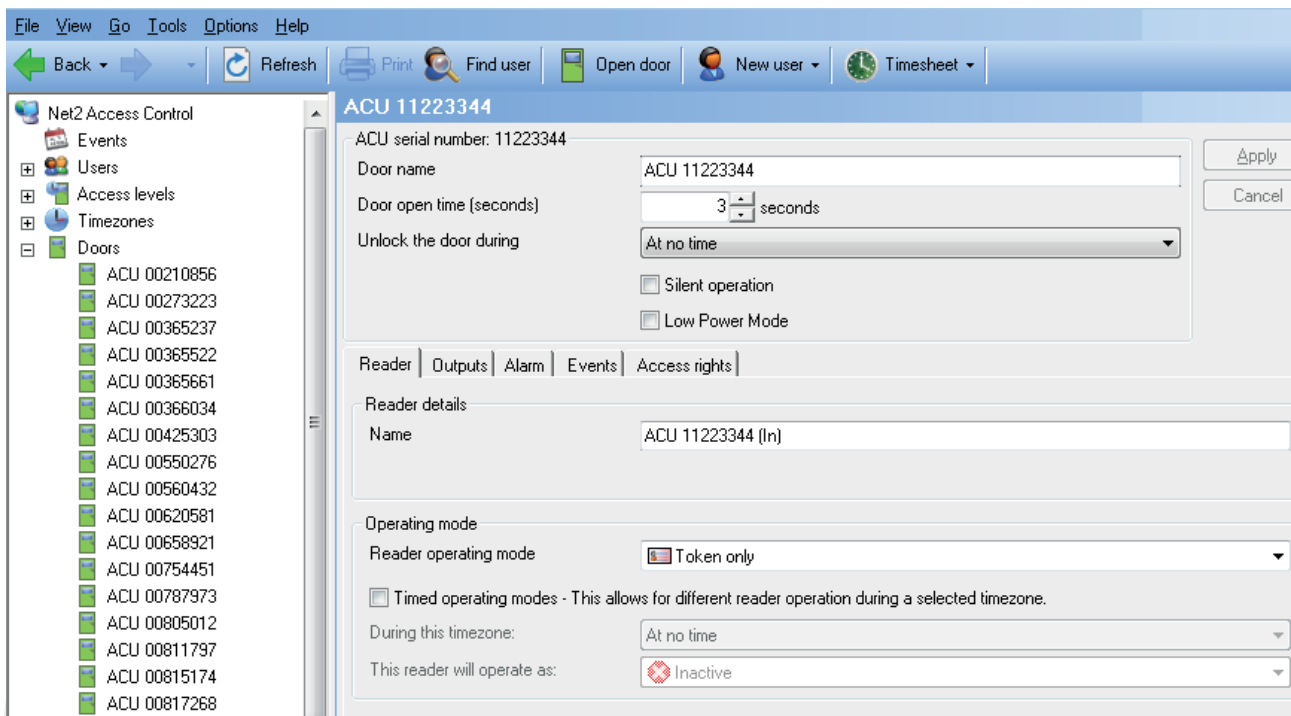 File View Go Tools Options Help
Back Refresh Print Find user Open door New user Timesheet
Net2 Access Control
Events
Users
Access levels
Timezones
Doors
ACU 00210856
ACU 00273223
ACU 00365237
ACU 00365522
ACU 00365661
ACU 00366034
ACU 00425303
ACU 00550276
ACU 00560432
ACU 00620581
ACU 00658921
ACU 00754451
ACU 00787973
ACU 00805012
ACU 00811797
ACU 00815174
ACU 00817268
ACU 11223344
ACU serial number: 11223344
Door name ACU 11223344
Door open time (seconds) 3 seconds
Unlock the door during At no time
Silent operation
Low Power Mode
Apply
Cancel
Reader Outputs Alarm Events Access rights
Reader details
Name ACU 11223344 (In)
Operating mode
Reader operating mode Token only
Timed operating modes - This allows for different reader operation during a selected timezone.
During this timezone: At no time
This reader will operate as: Inactive